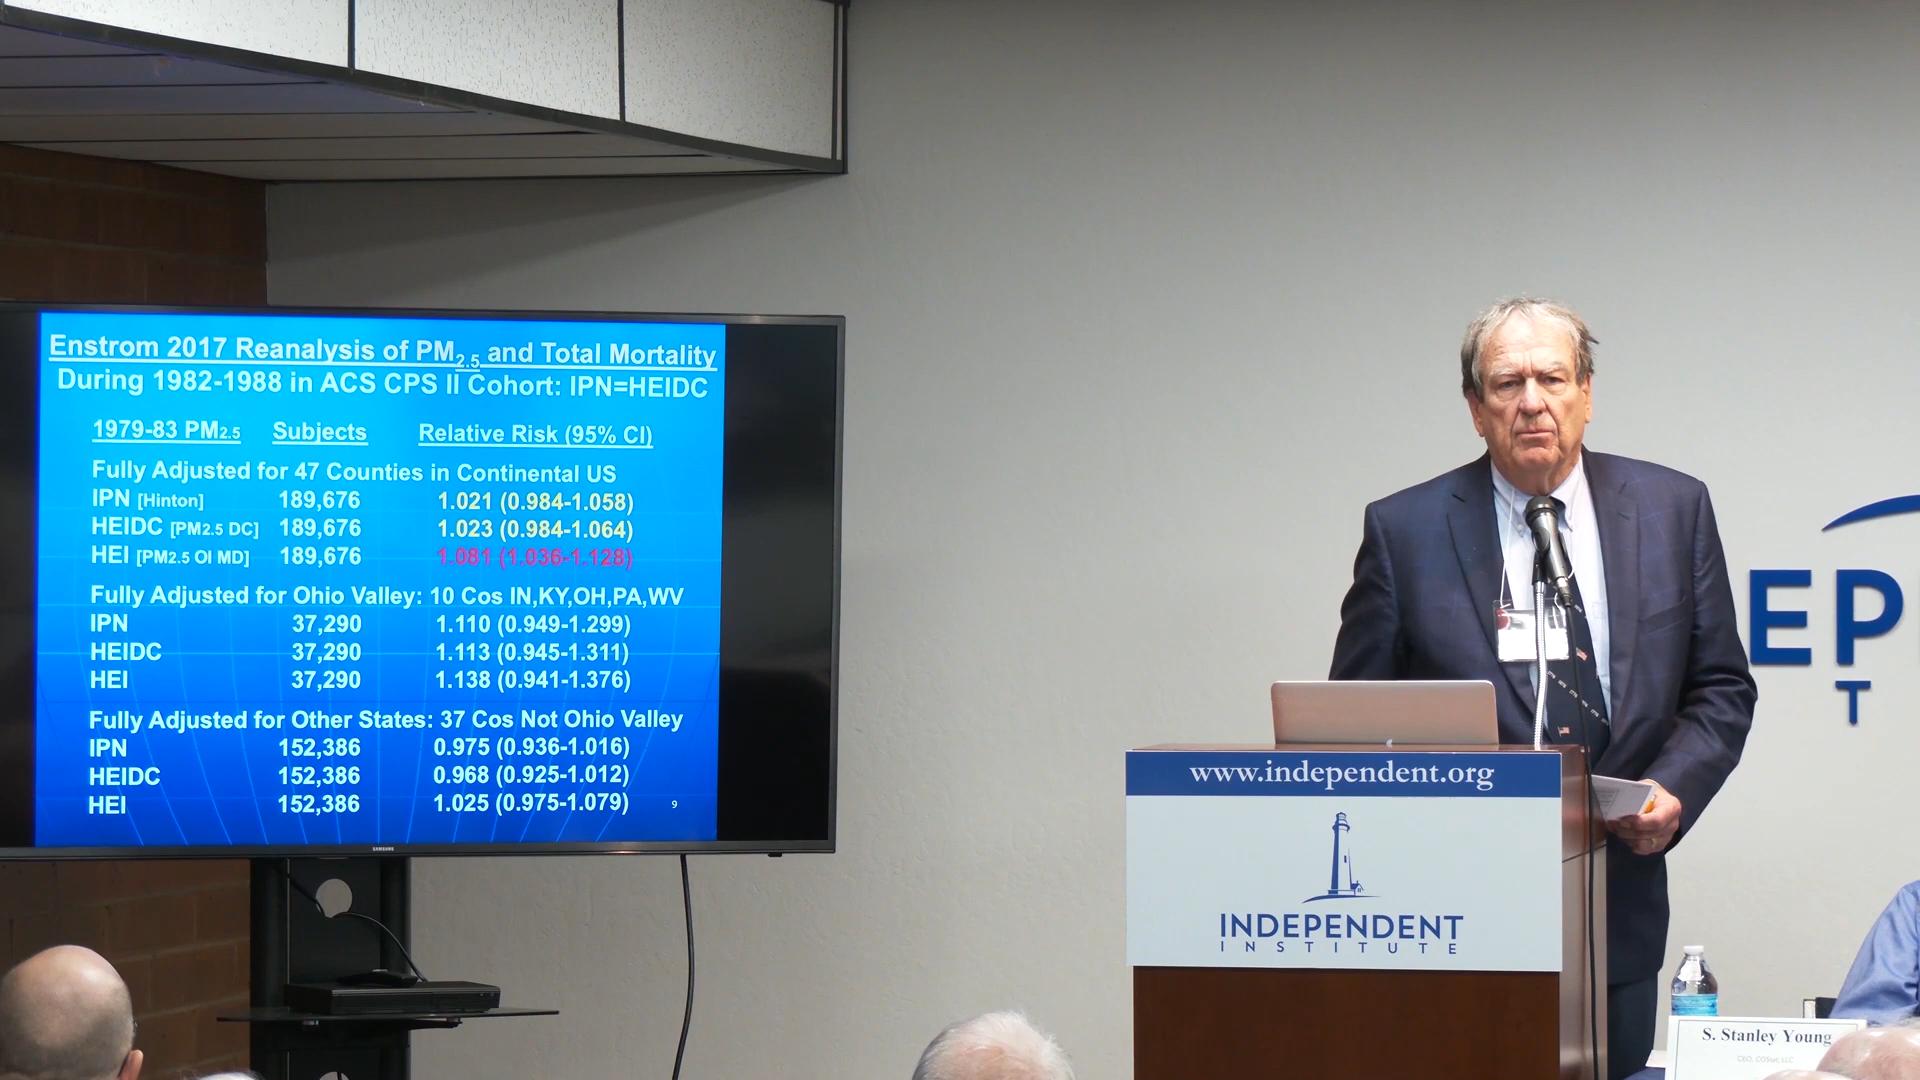 Enstrom 2017 Reanalysis of PM2.5 and Total Mortality
During 1982-1988 in ACS CPS II Cohort: IPN=HEIDC
1979-83 PM2.5 Subjects Relative Risk (95% CI)
Fully Adjusted for 47 Counties in Continental US
IPN [Hinton] 189,676 1.021 (0.984-1.058)
HEIDC [PM2.5 DC] 189,676 1.023 (0.984-1.064)
HEI [PM2.5 OI MD] 189,676 1.081 (1.036-1.128)
Fully Adjusted for Ohio Valley: 10 Cos IN,KY,OH,PA,WV
IPN 37,290 1.110 (0.949-1.299)
HEIDC 37,290 1.113 (0.945-1.311)
HEI 37,290 1.138 (0.941-1.376)
Fully Adjusted for Other States: 37 Cos Not Ohio Valley
IPN 152,386 0.975 (0.936-1.016)
HEIDC 152,386 0.968 (0.925-1.012)
HEI 152,386 1.025 (0.975-1.079)
9
SAMSUNG
EP
T
www.independent.org
INDEPENDENT
INSTITUTE
S. Stanley Young